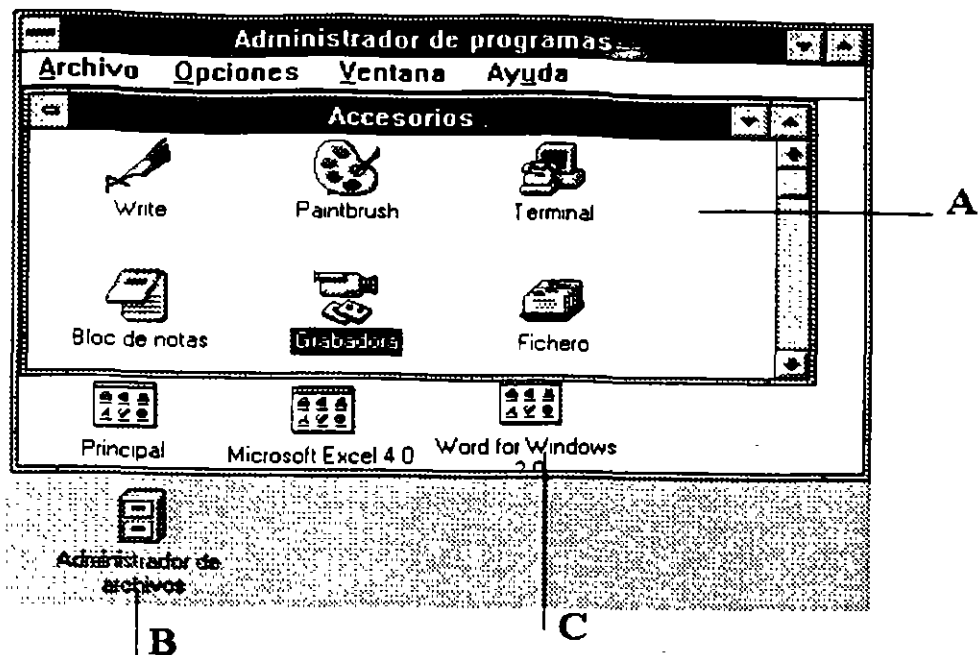 Administrador de programas
Archivo Opciones Ventana Ayuda
Accesorios
Write Paintbrush Terminal
A
Bloc de notas Grabadora Fichero
Principal Microsoft Excel 4.0 Word for Windows
2.0
Administrador de
archivos
B
C